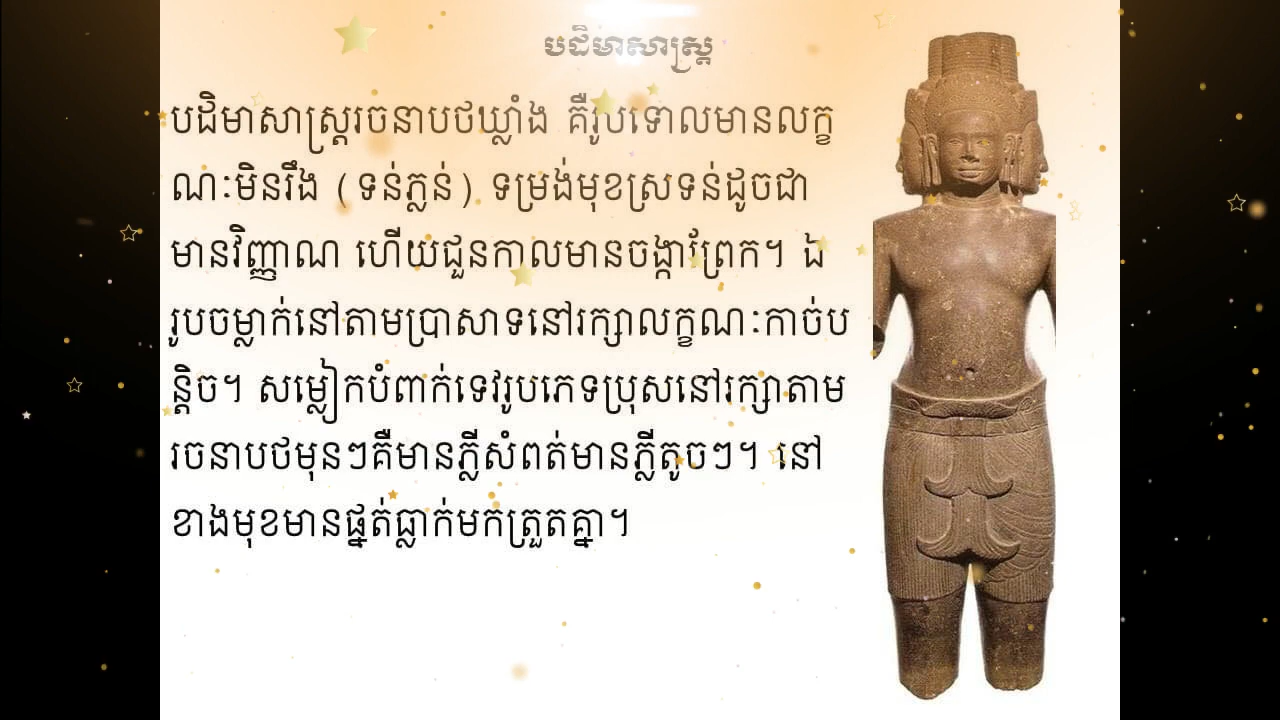 បដិមាសាស្ត្រ
បដិមាសាស្ត្ររចនាបថឃ្លាំង គឺរូបទោលមានលក្ខ
ណៈមិនរឹង (ទន់ភ្លន់) ទម្រង់មុខស្រទន់ដូចជា
មានវិញ្ញាណ ហើយជួនកាលមានចង្កាព្រែក។ ឯ
រូបចម្លាក់នៅតាមប្រាសាទនៅរក្សាលក្ខណៈកាច់ប
ន្តិច។ សម្លៀកបំពាក់ទេវរូបភេទប្រុសនៅរក្សាតាម
រចនាបថមុនៗគឺមានភ្លីសំពត់មានភ្លីតូចៗ។ នៅ
ខាងមុខមានផ្នត់ធ្លាក់មកត្រួតគ្នា។